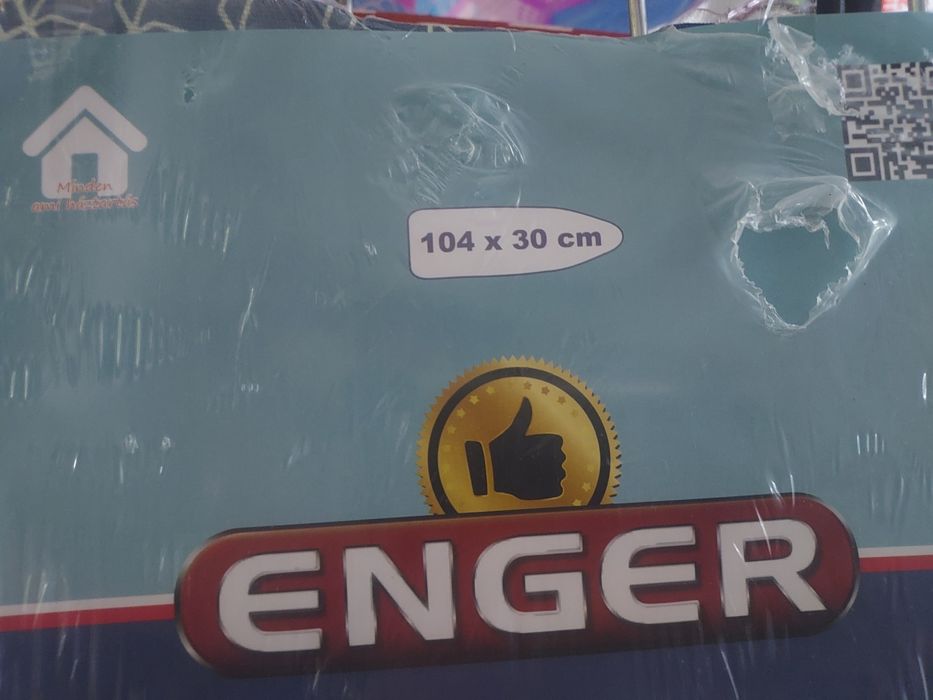 Minden
ami háztartás
104 x 30 cm
ENGER